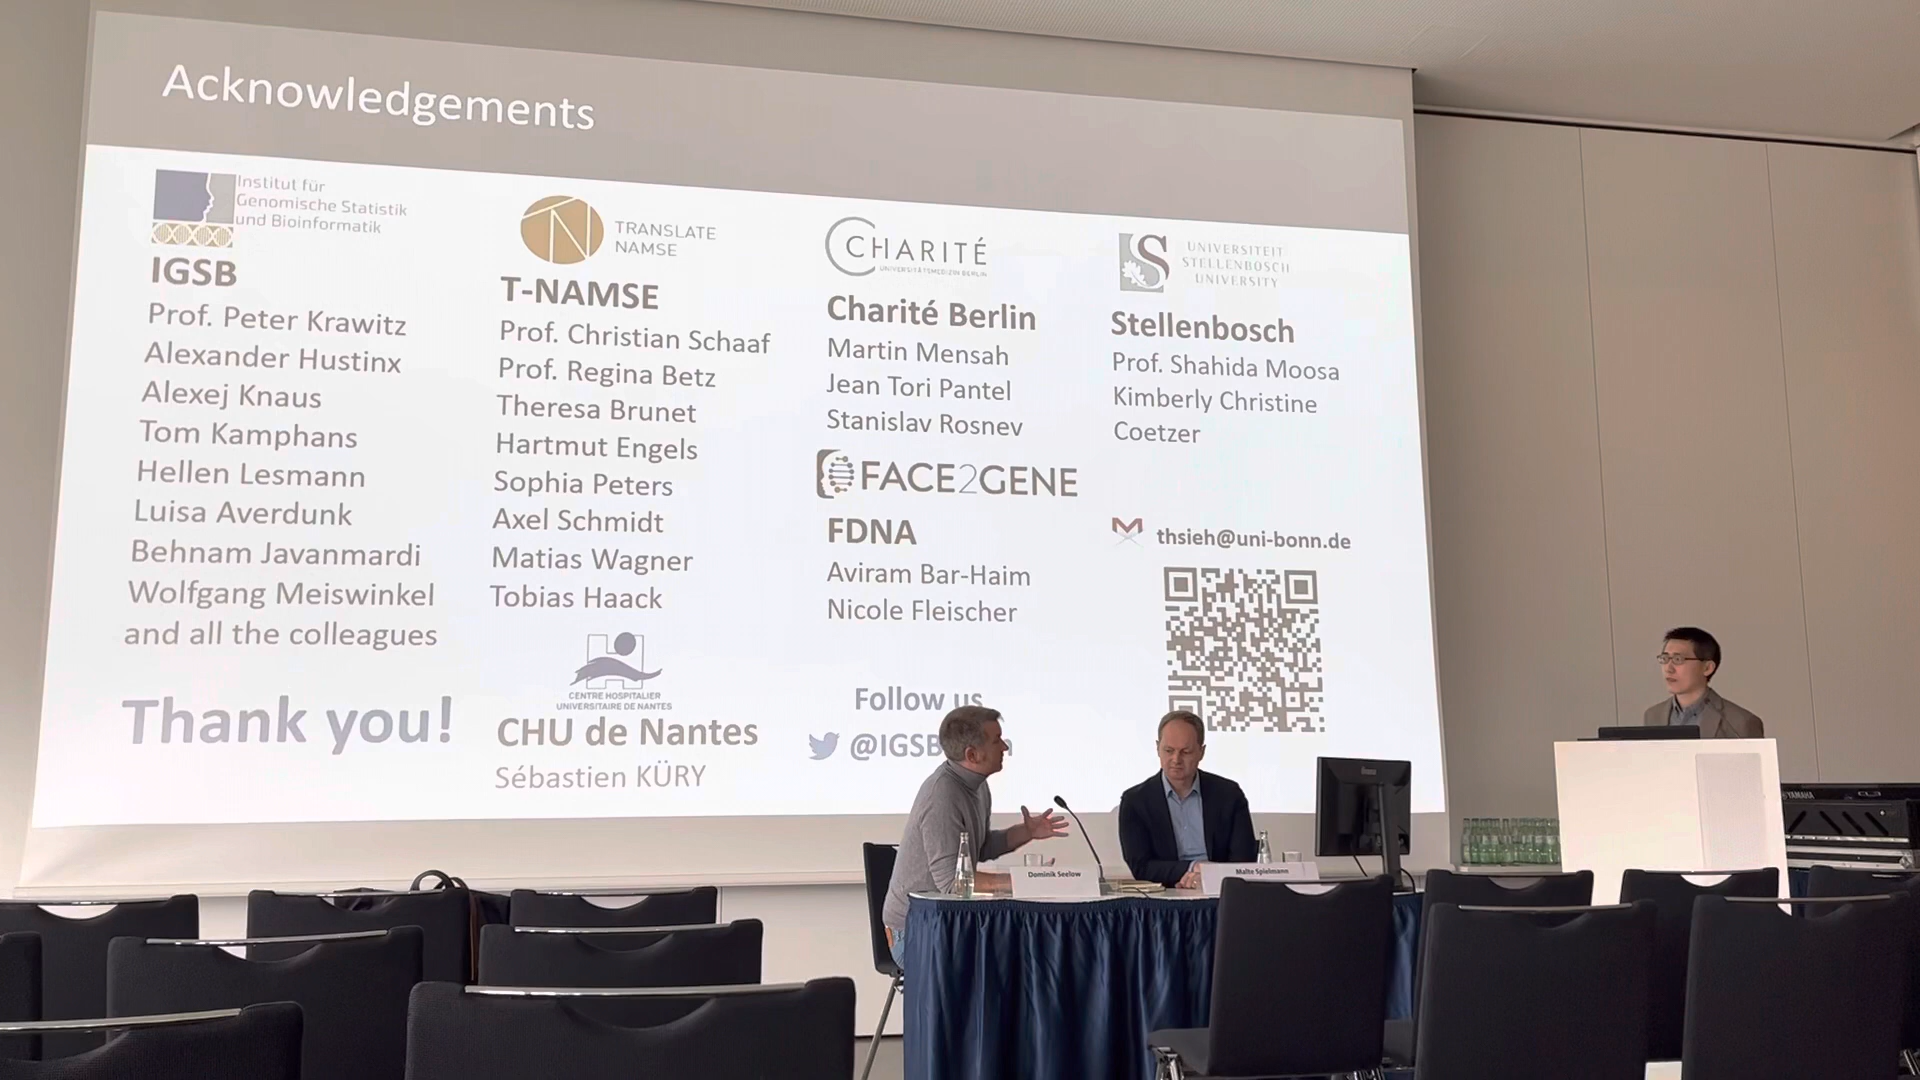 Acknowledgements
Institut für
Genomische Statistik
und Bioinformatik
IGSB
Prof. Peter Krawitz
Alexander Hustinx
Alexej Knaus
Tom Kamphans
Hellen Lesmann
Luisa Averdunk
Behnam Javanmardi
Wolfgang Meiswinkel
and all the colleagues
Thank you!
TRANSLATE
NAMSE
T-NAMSE
Prof. Christian Schaaf
Prof. Regina Betz
Theresa Brunet
Hartmut Engels
Sophia Peters
Axel Schmidt
Matias Wagner
Tobias Haack
CENTRE HOSPITALIER
UNIVERSITAIRE DE NANTES
CHU de Nantes
Sébastien KÜRY
CHARITÉ
UNIVERSITÄTSMEDIZIN BERLIN
Charité Berlin
Martin Mensah
Jean Tori Pantel
Stanislav Rosnev
FACE2GENE
FDNA
Aviram Bar-Haim
Nicole Fleischer
Follow us
UNIVERSITEIT
STELLENBOSCH
UNIVERSITY
Stellenbosch
Prof. Shahida Moosa
Kimberly Christine
Coetzer
thsieh@uni-bonn.de
Dominik Seelow
Malte Spielmann
YAMAHA